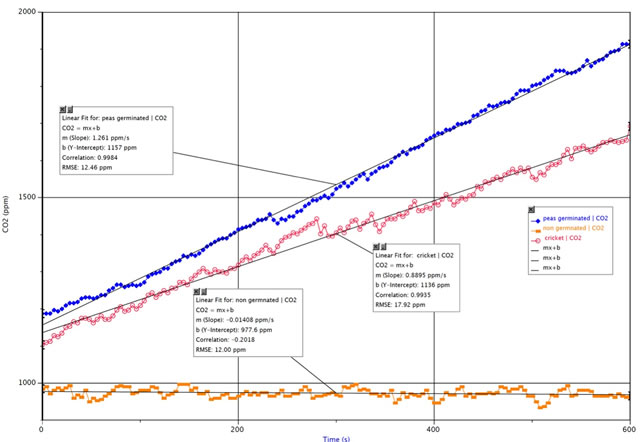 2000
Linear Fit for: peas germinated | CO2
CO2 = mx+b
m (Slope): 1.261 ppm/s
b (Y-Intercept): 1157 ppm
Correlation: 0.9984
RMSE: 12.46 ppm
CO2 (ppm)
1500
peas germinated | CO2
non germnated | CO2
cricket | CO2
mx+b
mx+b
mx+b
Linear Fit for: cricket | CO2
CO2 = mx+b
m (Slope): 0.8895 ppm/s
b (Y-Intercept): 1136 ppm
Correlation: 0.9935
RMSE: 17.92 ppm
Linear Fit for: non germnated | CO2
CO2 = mx+b
m (Slope): -0.01408 ppm/s
b (Y-Intercept): 977.6 ppm
Correlation: -0.2018
RMSE: 12.00 ppm
1000
0
200
400
600
Time (s)